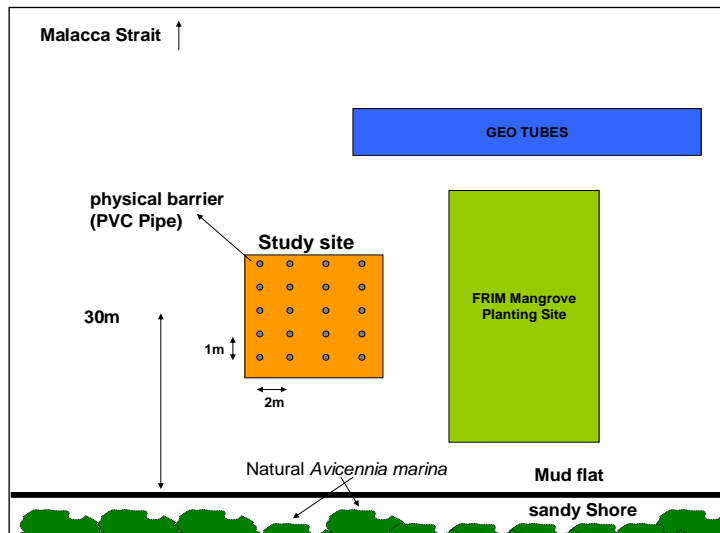 Malacca Strait
GEO TUBES
physical barrier
(PVC Pipe)
Study site
FRIM Mangrove
Planting Site
30m
1m
2m
Natural Avicennia marina
Mud flat
sandy Shore